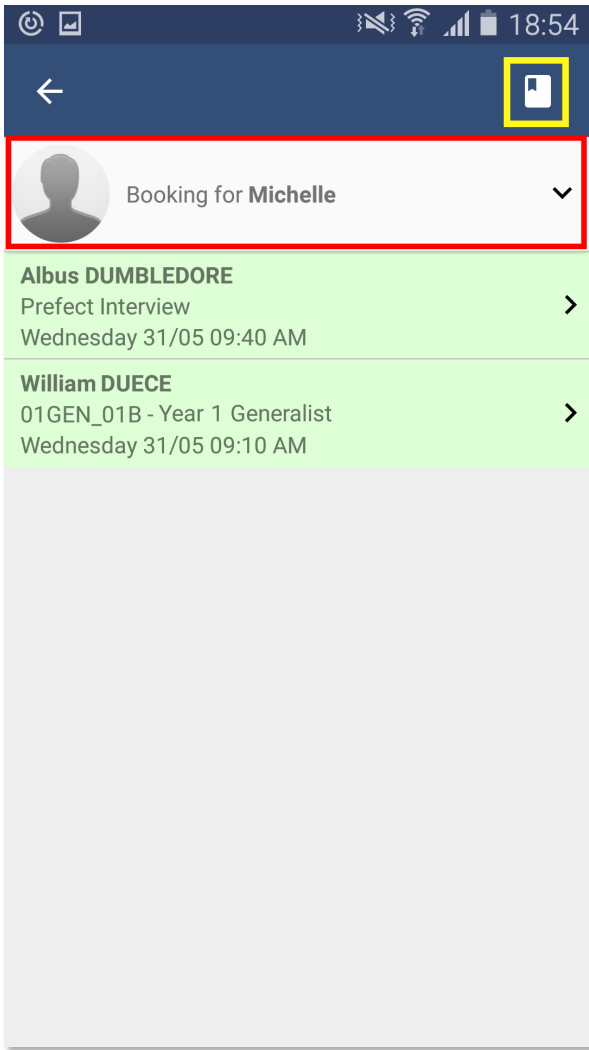 18:54
Booking for Michelle
Albus DUMBLEDORE
Prefect Interview
Wednesday 31/05 09:40 AM
William DUECE
01GEN_01B - Year 1 Generalist
Wednesday 31/05 09:10 AM